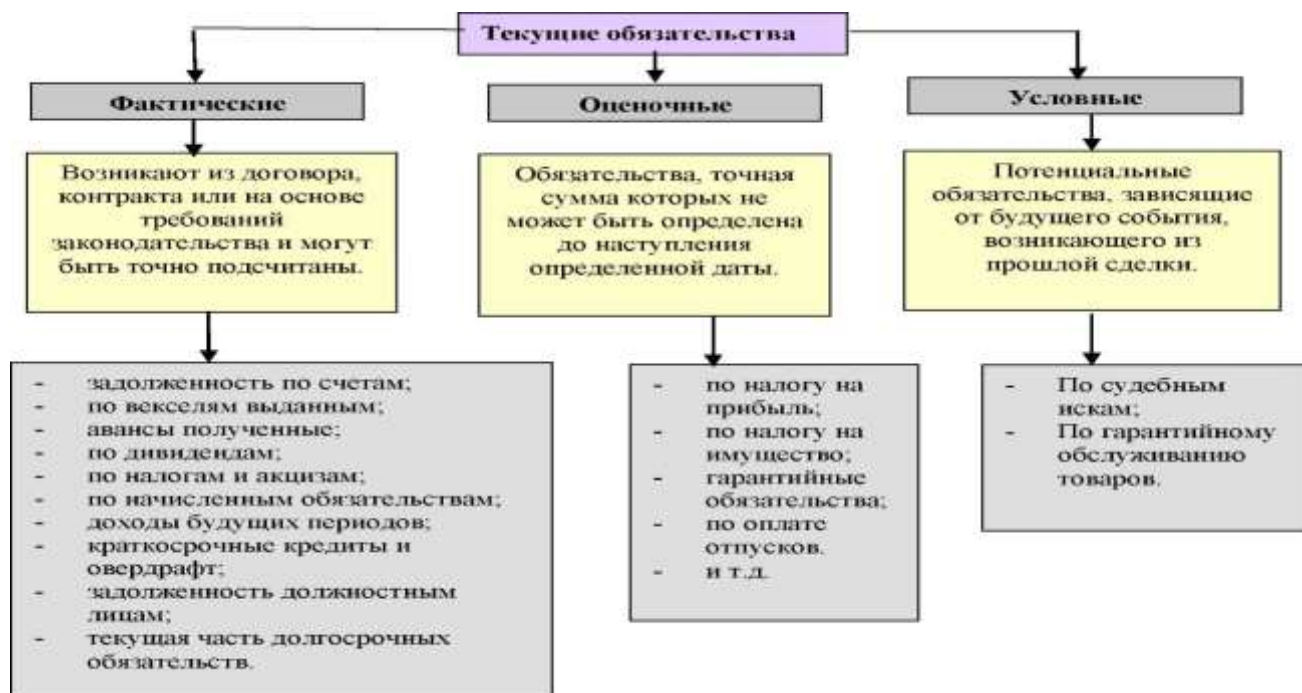 Текущие обязательства
Фактические
Оценочные
Условные
Возникают из договора,
контракта или на основе
требований
законодательства и могут
быть точно подсчитаны.
Обязательства, точная
сумма которых не
может быть определена
до наступления
определенной даты.
Потенциальные
обязательства, зависящие
от будущего события,
возникающего из
прошлой сделки.
- задолженность по счетам;
- по векселям выданным;
- авансы полученные;
- по дивидендам;
- по налогам и акцизам;
- по начисленным обязательствам;
- доходы будущих периодов;
- краткосрочные кредиты и
овердрафт;
- задолженность должностным
лицам;
- текущая часть долгосрочных
обязательств.
- по налогу на
прибыль;
- по налогу на
имущество;
- гарантийные
обязательства;
- по оплате
отпусков.
- и т.д.
- По судебным
искам;
- По гарантийному
обслуживанию
товаров.